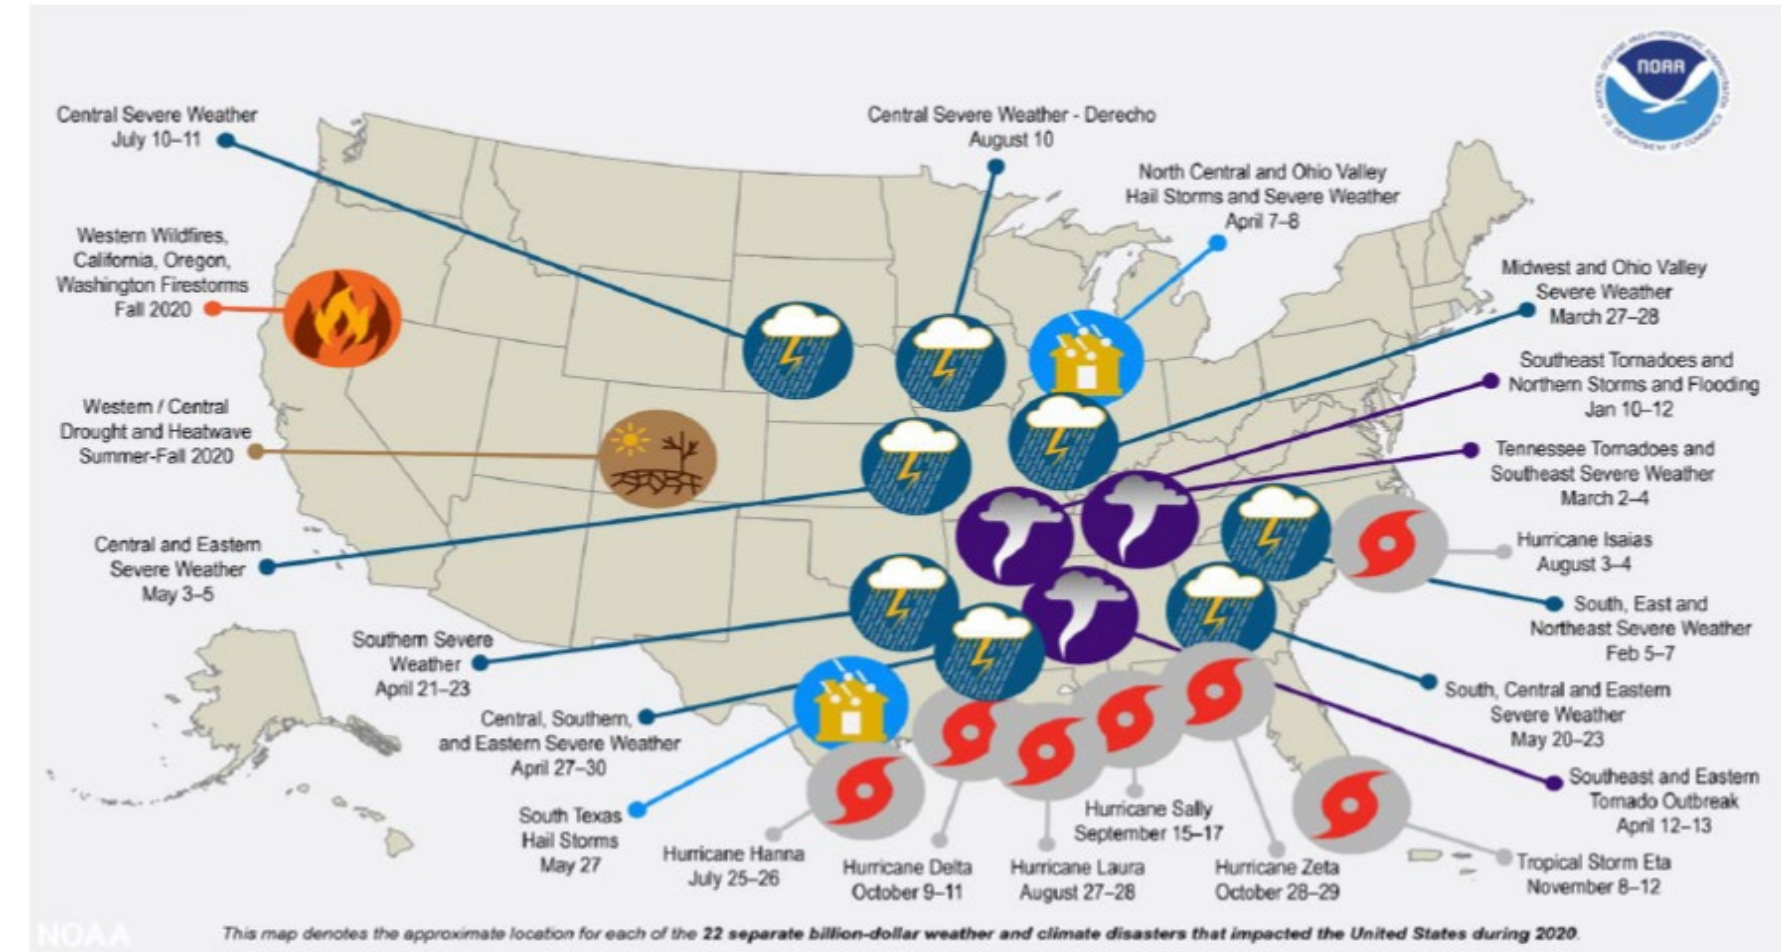 NOAA
NATIONAL OCEANIC AND ATMOSPHERIC ADMINISTRATION
U.S. DEPARTMENT OF COMMERCE
Central Severe Weather
July 10–11
Central Severe Weather - Derecho
August 10
North Central and Ohio Valley
Hail Storms and Severe Weather
April 7–8
Western Wildfires,
California, Oregon,
Washington Firestorms
Fall 2020
Midwest and Ohio Valley
Severe Weather
March 27–28
Southeast Tornadoes and
Northern Storms and Flooding
Jan 10–12
Western / Central
Drought and Heatwave
Summer-Fall 2020
Tennessee Tornadoes and
Southeast Severe Weather
March 2–4
Central and Eastern
Severe Weather
May 3–5
Hurricane Isaias
August 3–4
South, East and
Northeast Severe Weather
Feb 5–7
Southern Severe
Weather
April 21–23
South, Central and Eastern
Severe Weather
May 20–23
Central, Southern,
and Eastern Severe Weather
April 27–30
Southeast and Eastern
Tornado Outbreak
April 12–13
South Texas
Hail Storms
May 27
Hurricane Hanna
July 25–26
Hurricane Delta
October 9–11
Hurricane Laura
August 27–28
Hurricane Sally
September 15–17
Hurricane Zeta
October 28–29
Tropical Storm Eta
November 8–12
NOAA
This map denotes the approximate location for each of the 22 separate billion-dollar weather and climate disasters that impacted the United States during 2020.